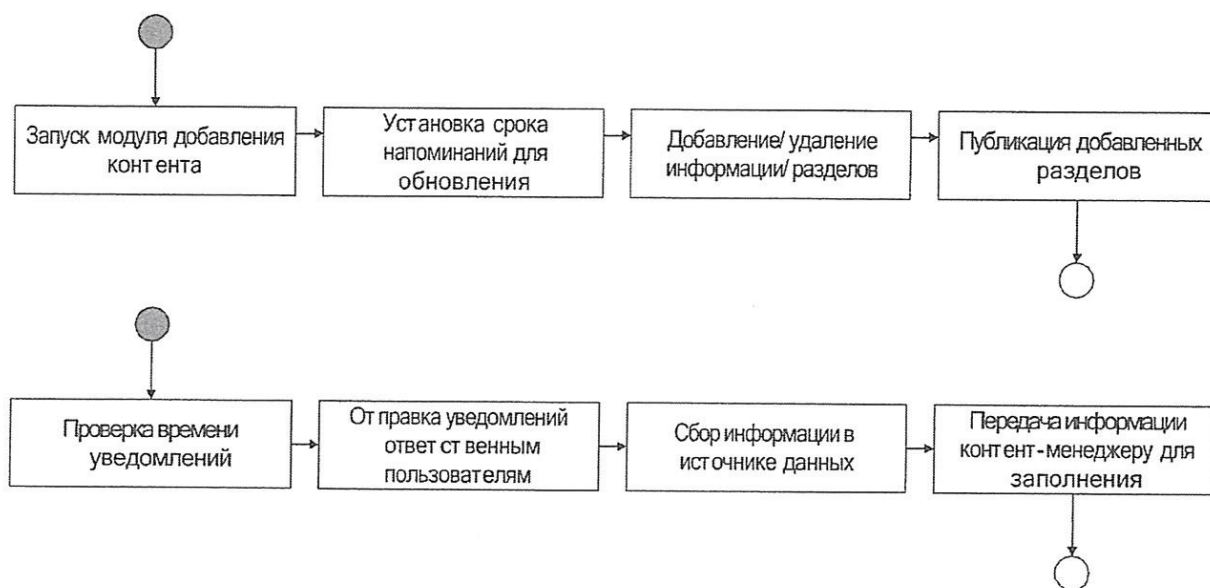 Запуск модуля добавления
контента
Установка срока
напоминаний для
обновления
Добавление/ удаление
информации/ разделов
Публикация добавленных
разделов
Проверка времени
уведомлений
Отправка уведомлений
ответственным
пользователям
Сбор информации в
источнике данных
Передача информации
контент-менеджеру для
заполнения